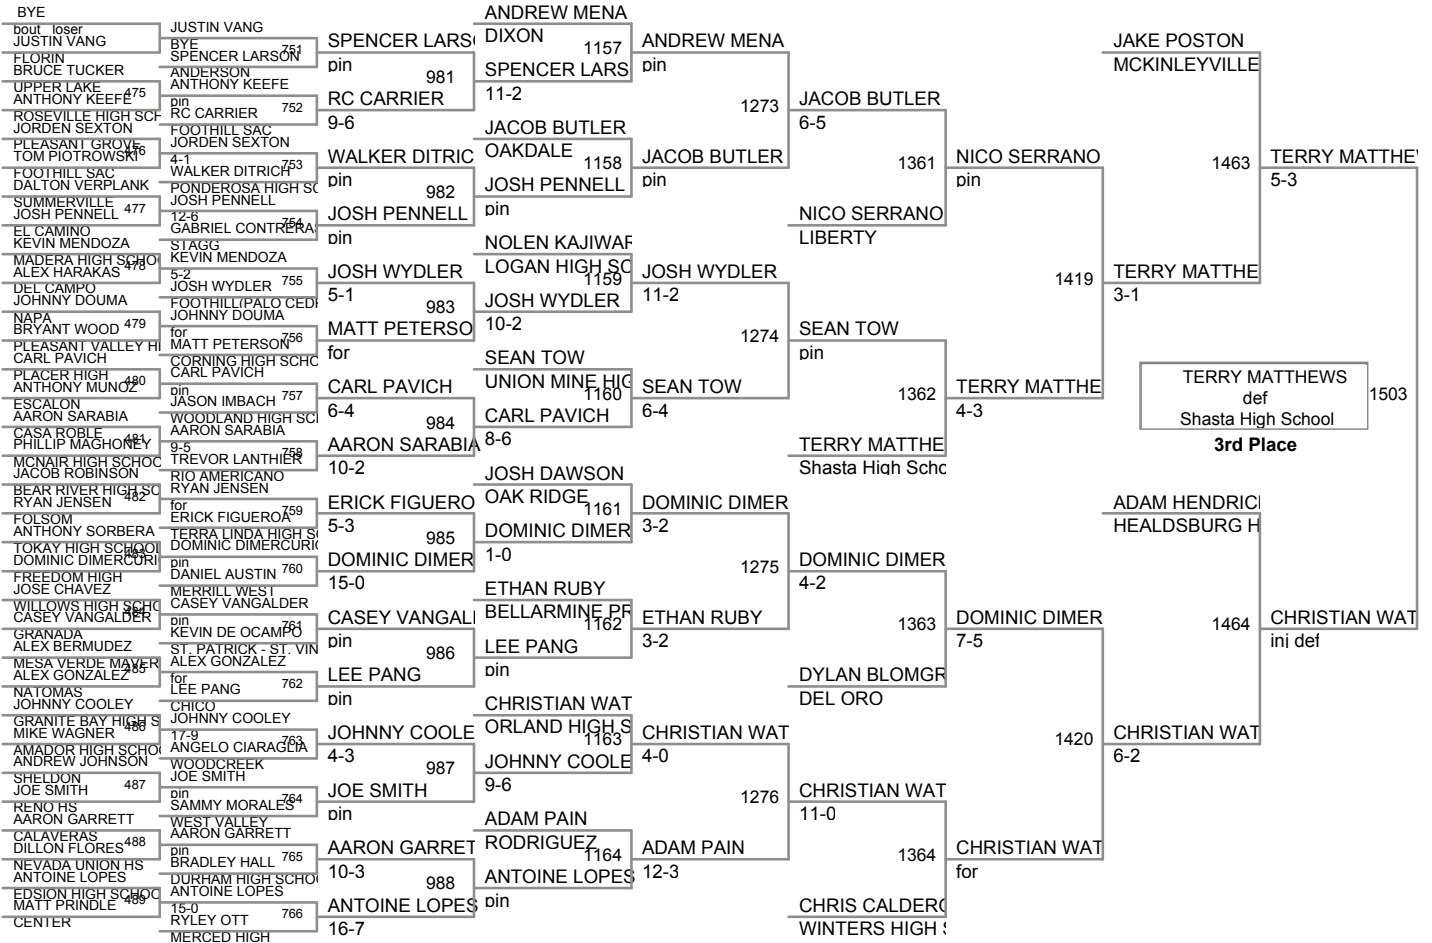 BYE
bout loser
JUSTIN VANG
FLORIN
BRUCE TUCKER
UPPER LAKE
475
ANTHONY KEEFE
ROSEVILLE HIGH SCH
JORDEN SEXTON
PLEASANT GROVE
476
TOM PIOTROWSKI
FOOTHILL SAC
DALTON VERPLANK
SUMMERVILLE
477
JOSH PENNELL
EL CAMINO
KEVIN MENDOZA
MADERA HIGH SCHOO
478
ALEX HARAKAS
DEL CAMPO
JOHNNY DOUMA
NAPA
479
BRYANT WOOD
PLEASANT VALLEY HI
CARL PAVICH
PLACER HIGH
480
ANTHONY MUNOZ
ESCALON
AARON SARABIA
CASA ROBLE
481
PHILLIP MAGHONEY
MCNAIR HIGH SCHOO
JACOB ROBINSON
BEAR RIVER HIGH SC
482
RYAN JENSEN
FOLSOM
ANTHONY SORBERA
TOKAY HIGH SCHOOL
483
DOMINIC DIMERCURI
FREEDOM HIGH
JOSE CHAVEZ
WILLOWS HIGH SCHO
484
CASEY VANGALDER
GRANADA
ALEX BERMUDEZ
MESA VERDE MAVER
485
ALEX GONZALEZ
NATOMAS
JOHNNY COOLEY
GRANITE BAY HIGH S
486
MIKE WAGNER
AMADOR HIGH SCHOO
ANDREW JOHNSON
SHELDON
487
JOE SMITH
RENO HS
AARON GARRETT
CALAVERAS
488
DILLON FLORES
NEVADA UNION HS
ANTOINE LOPES
EDSION HIGH SCHOO
489
MATT PRINDLE
CENTER
JUSTIN VANG
BYE
751
SPENCER LARSON
ANDERSON
ANTHONY KEEFE
pin
752
RC CARRIER
FOOTHILL SAC
JORDEN SEXTON
4-1
753
WALKER DITRICH
PONDEROSA HIGH SC
JOSH PENNELL
12-6
754
GABRIEL CONTRERAS
STAGG
KEVIN MENDOZA
5-2
755
JOSH WYDLER
FOOTHILL(PALO CEDI
JOHNNY DOUMA
for
756
MATT PETERSON
CORNING HIGH SCHO
CARL PAVICH
pin
757
JASON IMBACH
WOODLAND HIGH SCI
AARON SARABIA
9-5
758
TREVOR LANTHIER
RIO AMERICANO
RYAN JENSEN
for
759
ERICK FIGUEROA
TERRA LINDA HIGH S
DOMINIC DIMERCURIO
pin
760
DANIEL AUSTIN
MERRILL WEST
CASEY VANGALDER
pin
761
KEVIN DE OCAMPO
ST. PATRICK - ST. VIN
ALEX GONZALEZ
for
762
LEE PANG
CHICO
JOHNNY COOLEY
17-9
763
ANGELO CIARAGLIA
WOODCREEK
JOE SMITH
pin
764
SAMMY MORALES
WEST VALLEY
AARON GARRETT
pin
765
BRADLEY HALL
DURHAM HIGH SCHOO
ANTOINE LOPES
15-0
766
RYLEY OTT
MERCED HIGH
SPENCER LARSO
pin
981
RC CARRIER
9-6
WALKER DITRIC
pin
982
JOSH PENNELL
pin
JOSH WYDLER
5-1
983
MATT PETERSO
for
CARL PAVICH
6-4
984
AARON SARABIA
10-2
ERICK FIGUERO
5-3
985
DOMINIC DIMER
15-0
CASEY VANGAL
pin
986
LEE PANG
pin
JOHNNY COOLE
4-3
987
JOE SMITH
pin
AARON GARRET
10-3
988
ANTOINE LOPES
16-7
ANDREW MENA
DIXON
1157
SPENCER LARS
11-2
JACOB BUTLER
OAKDALE
1158
JOSH PENNELL
pin
NOLEN KAJIWAR
LOGAN HIGH SC
1159
JOSH WYDLER
10-2
SEAN TOW
UNION MINE HIG
1160
CARL PAVICH
8-6
JOSH DAWSON
OAK RIDGE
1161
DOMINIC DIMER
1-0
ETHAN RUBY
BELLARMINE PR
1162
LEE PANG
pin
CHRISTIAN WAT
ORLAND HIGH S
1163
JOHNNY COOLE
9-6
ADAM PAIN
RODRIGUEZ
1164
ANTOINE LOPES
pin
ANDREW MENA
pin
1273
JACOB BUTLER
pin
JOSH WYDLER
11-2
1274
SEAN TOW
6-4
DOMINIC DIMER
3-2
1275
ETHAN RUBY
3-2
CHRISTIAN WAT
4-0
1276
ADAM PAIN
12-3
JACOB BUTLER
6-5
1361
NICO SERRANO
LIBERTY
SEAN TOW
pin
1362
TERRY MATTHE
Shasta High Scho
DOMINIC DIMER
4-2
1363
DYLAN BLOMGR
DEL ORO
CHRISTIAN WAT
11-0
1364
CHRIS CALDERO
WINTERS HIGH S
NICO SERRANO
pin
1419
TERRY MATTHE
4-3
DOMINIC DIMER
7-5
1420
CHRISTIAN WAT
for
JAKE POSTON
MCKINLEYVILLE
1463
TERRY MATTHE
3-1
ADAM HENDRIC
HEALDSBURG H
1464
CHRISTIAN WAT
6-2
TERRY MATTHEW
5-3
TERRY MATTHEWS
def
Shasta High School
1503
3rd Place
CHRISTIAN WAT
inj def